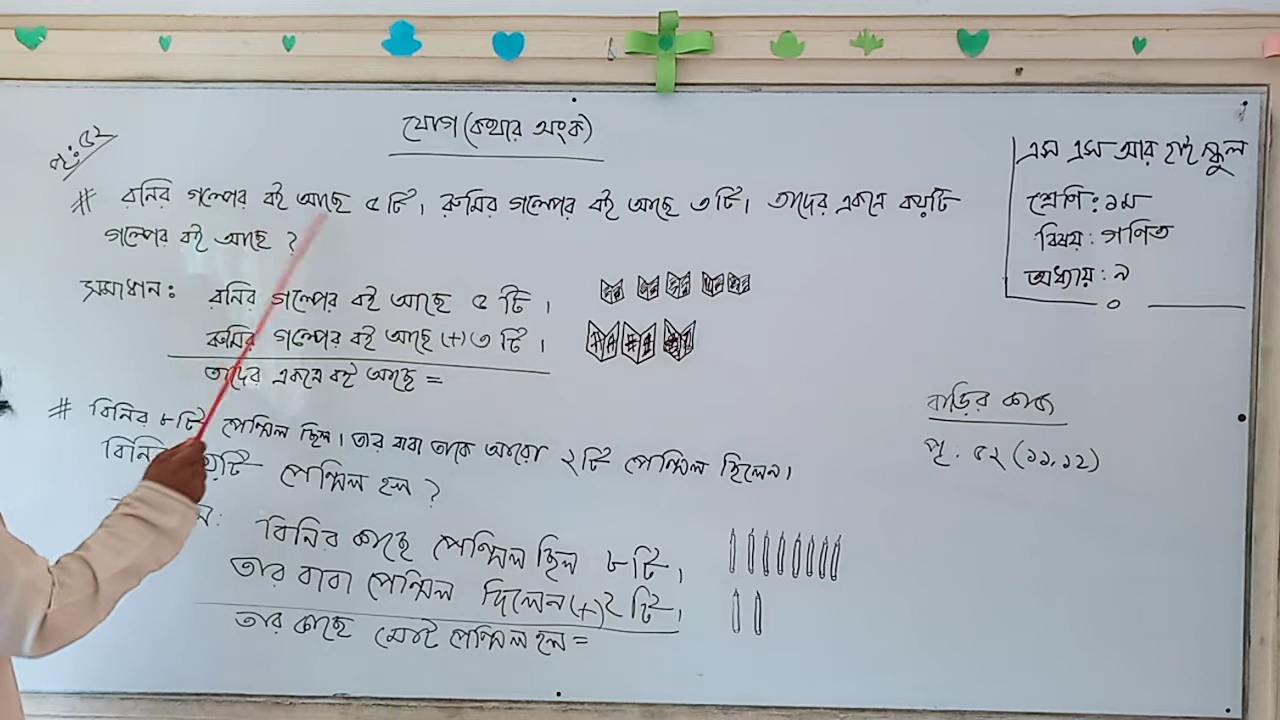 যোগ (কথার অংক)
পৃ: ৫২
# রনির গল্পের বই আছে ৫ টি। রুমির গল্পের বই আছে ৩ টি। তাদের একত্রে কয়টি
গল্পের বই আছে ?
সমাধান : রনির গল্পের বই আছে ৫ টি।
রুমির গল্পের বই আছে (+) ৩ টি।
তাদের একত্রে বই আছে =
# বিনির ৮টি পেন্সিল ছিল। তার বাবা তাকে আরো ২টি পেন্সিল দিলেন।
পেন্সিল হল ?
বিনির কাছে পেন্সিল ছিল ৮টি।
তার বাবা পেন্সিল দিলেন (+) ২ টি।
তার কাছে মোট পেন্সিল হল =
এস এস আর হাই স্কুল
শ্রেণি : ১ম
বিষয় : গণিত
অধ্যায় : ৯
বাড়ির কাজ
পৃ : ৫২ (১১, ১২)